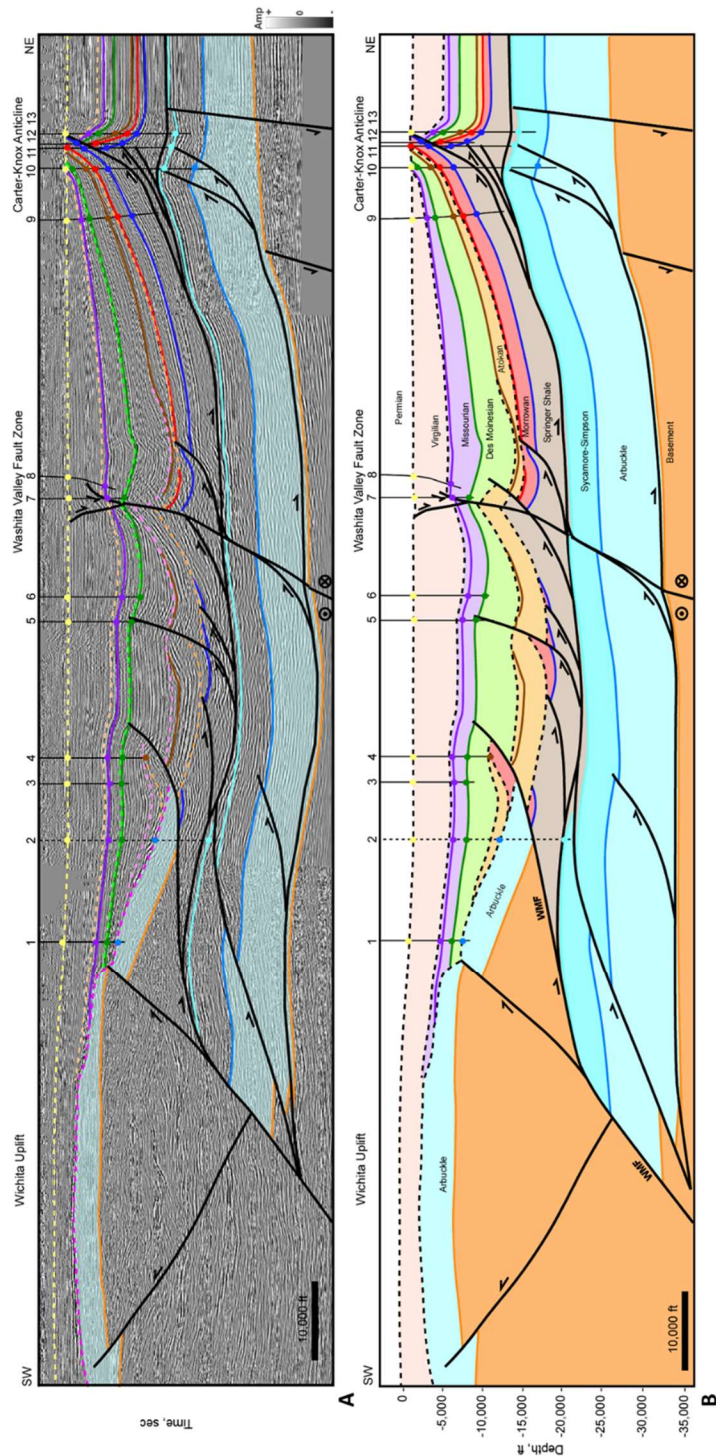 SW
Wichita Uplift
Washita Valley Fault Zone
Carter-Knox Anticline
NE
Amp
+
0
-
1
2
3
4
5
6
7
8
9
10
11
12
13
Time, sec
10,000 ft
A
SW
Wichita Uplift
Washita Valley Fault Zone
Carter-Knox Anticline
NE
1
2
3
4
5
6
7
8
9
10
11
12
13
0
-5,000
-10,000
-15,000
-20,000
-25,000
-30,000
-35,000
Depth, ft
Permian
Virgilian
Missourian
Des Moinesian
Atokan
Morrowan
Springer Shale
Sycamore-Simpson
Arbuckle
Basement
Arbuckle
Arbuckle
WMF
WMF
10,000 ft
B